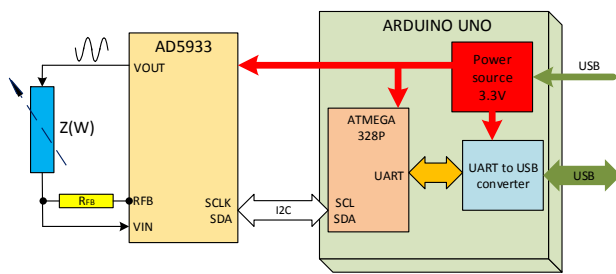 AD5933
VOUT
Z(W)
RFB
RFB
VIN
SCLK
SDA
I2C
ARDUINO UNO
Power
source
3.3V
USB
ATMEGA
328P
UART
SCL
SDA
UART to USB
converter
USB